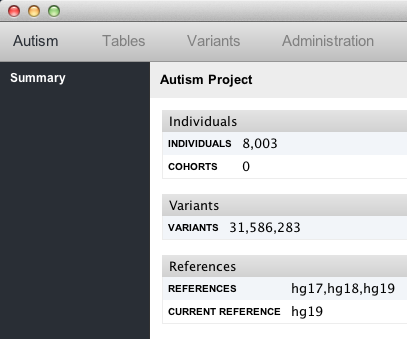 Autism Tables Variants Administration
Summary
Autism Project
Individuals
INDIVIDUALS 8,003
COHORTS 0
Variants
VARIANTS 31,586,283
References
REFERENCES hg17,hg18,hg19
CURRENT REFERENCE hg19